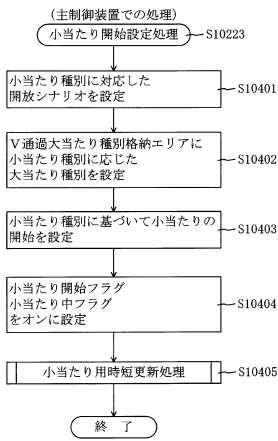 （主制御装置での処理）
小当たり開始設定処理
S10223
小当たり種別に対応した
開放シナリオを設定
S10401
Ｖ通過大当たり種別格納エリアに
小当たり種別に応じた
大当たり種別を設定
S10402
小当たり種別に基づいて小当たりの
開始を設定
S10403
小当たり開始フラグ
小当たり中フラグ
をオンに設定
S10404
小当たり用時短更新処理
S10405
終　了